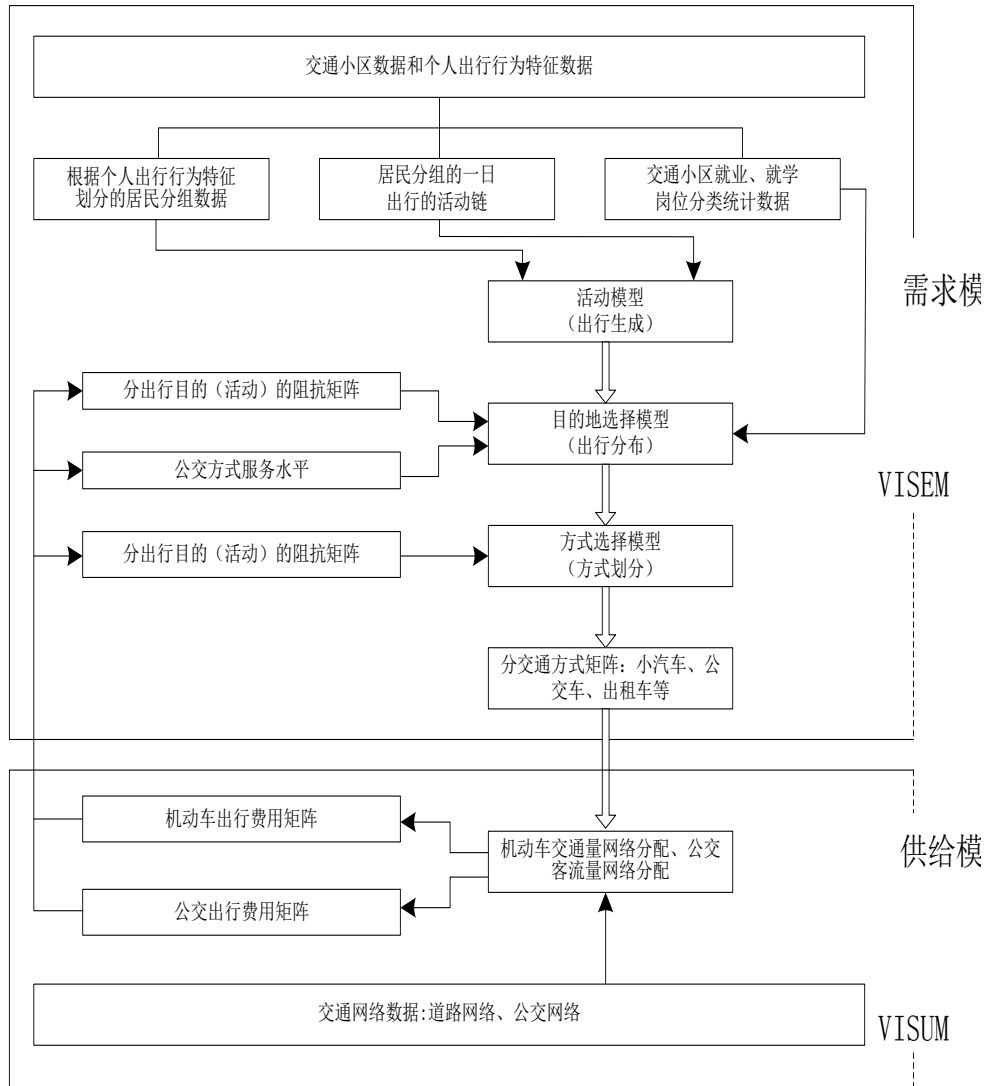 交通小区数据和个人出行行为特征数据
根据个人出行行为特征
划分的居民分组数据
居民分组的一日
出行的活动链
交通小区就业、就学
岗位分类统计数据
需求模
活动模型
（出行生成）
分出行目的（活动）的阻抗矩阵
目的地选择模型
（出行分布）
公交方式服务水平
VISEM
分出行目的（活动）的阻抗矩阵
方式选择模型
（方式划分）
分交通方式矩阵：小汽车、公
交车、出租车等
机动车出行费用矩阵
机动车交通量网络分配、公交
客流量网络分配
供给模
公交出行费用矩阵
交通网络数据:道路网络、公交网络
VISUM